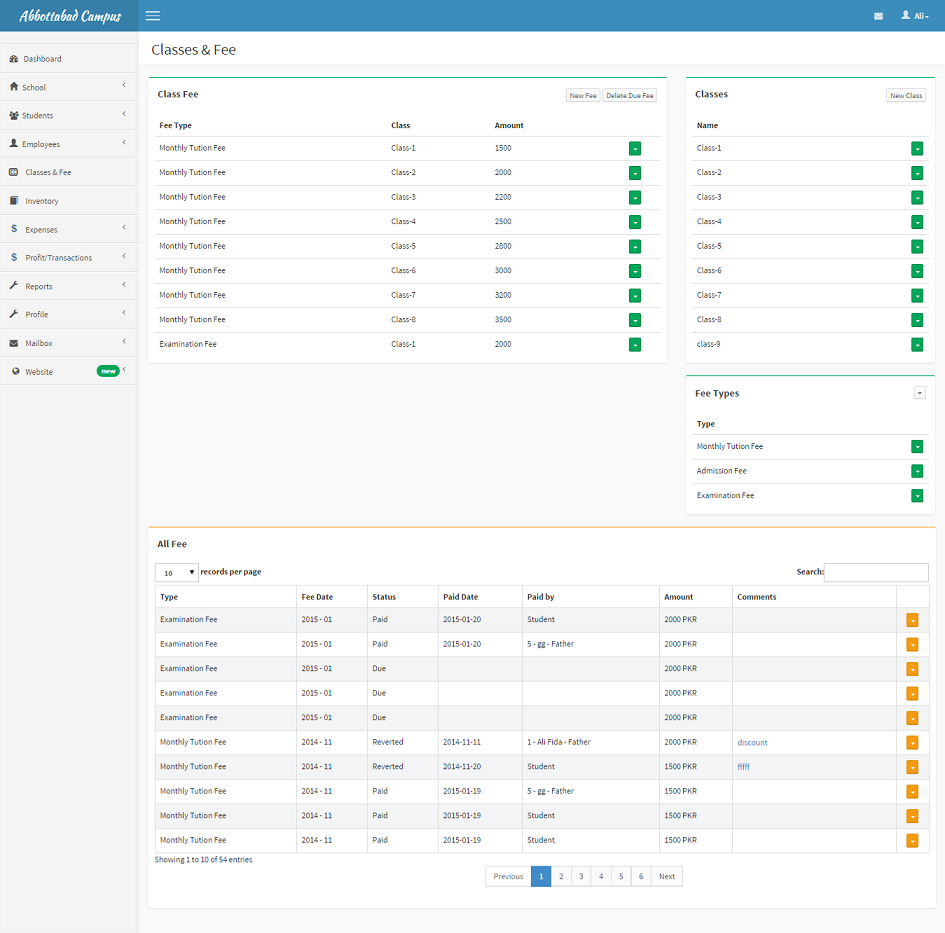 Abbottabad Campus
Ali
Dashboard
School
Students
Employees
Classes & Fee
Inventory
$ Expenses
$ Profit/Transactions
Reports
Profile
Mailbox
Website new
Classes & Fee
Class Fee New Fee Delete Due Fee
Fee Type Class Amount
Monthly Tution Fee Class-1 1500
Monthly Tution Fee Class-2 2000
Monthly Tution Fee Class-3 2200
Monthly Tution Fee Class-4 2500
Monthly Tution Fee Class-5 2800
Monthly Tution Fee Class-6 3000
Monthly Tution Fee Class-7 3200
Monthly Tution Fee Class-8 3500
Examination Fee Class-1 2000
Classes New Class
Name
Class-1
Class-2
Class-3
Class-4
Class-5
Class-6
Class-7
Class-8
class-9
Fee Types
Type
Monthly Tution Fee
Admission Fee
Examination Fee
All Fee
10 records per page Search:
Type Fee Date Status Paid Date Paid by Amount Comments
Examination Fee 2015 - 01 Paid 2015-01-20 Student 2000 PKR
Examination Fee 2015 - 01 Paid 2015-01-20 5 - gg - Father 2000 PKR
Examination Fee 2015 - 01 Due 2000 PKR
Examination Fee 2015 - 01 Due 2000 PKR
Examination Fee 2015 - 01 Due 2000 PKR
Monthly Tution Fee 2014 - 11 Reverted 2014-11-11 1 - Ali Fida - Father 2000 PKR discount
Monthly Tution Fee 2014 - 11 Reverted 2014-11-20 Student 1500 PKR fffff
Monthly Tution Fee 2014 - 11 Paid 2015-01-19 5 - gg - Father 1500 PKR
Monthly Tution Fee 2014 - 11 Paid 2015-01-19 Student 1500 PKR
Monthly Tution Fee 2014 - 11 Paid 2015-01-19 Student 1500 PKR
Showing 1 to 10 of 54 entries
Previous 1 2 3 4 5 6 Next